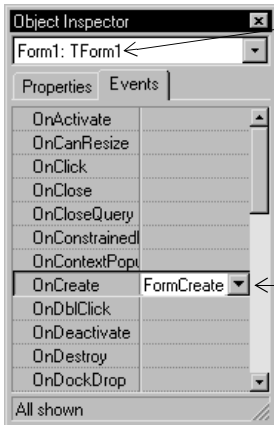 Object Inspector
Form1: TForm1
Properties Events
OnActivate
OnCanResize
OnClick
OnClose
OnCloseQuery
OnConstrainedI
OnContextPopu
OnCreate FormCreate
OnDblClick
OnDeactivate
OnDestroy
OnDockDrop
All shown